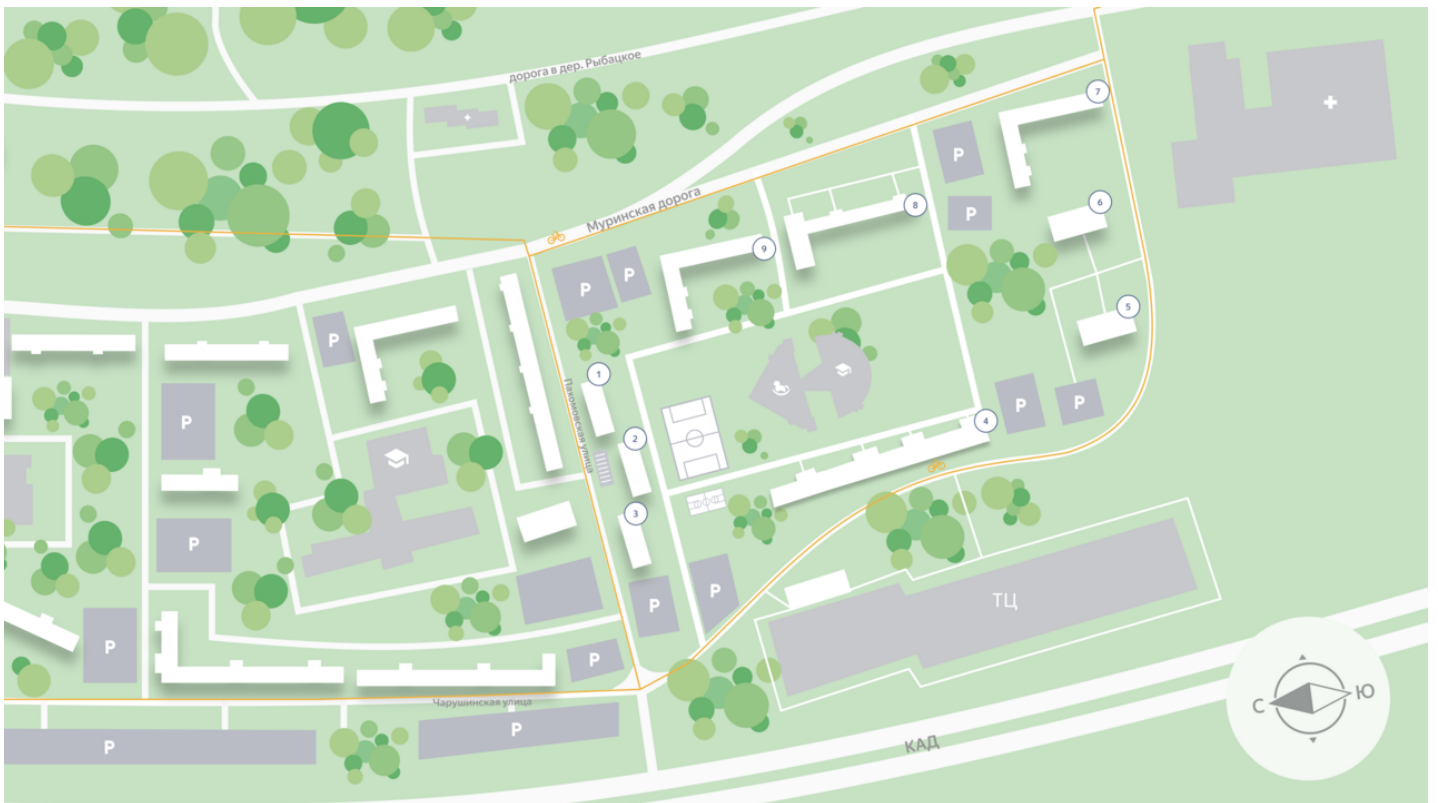 дорога в дер. Рыбацкое
7
P
Муринская дорога
8
P
6
9
P
P
5
P
1
Пахомовская улица
P
P
P
2
4
3
P
P
P
ТЦ
P
P
P
С
Ю
Чарушинская улица
P
P
КАД